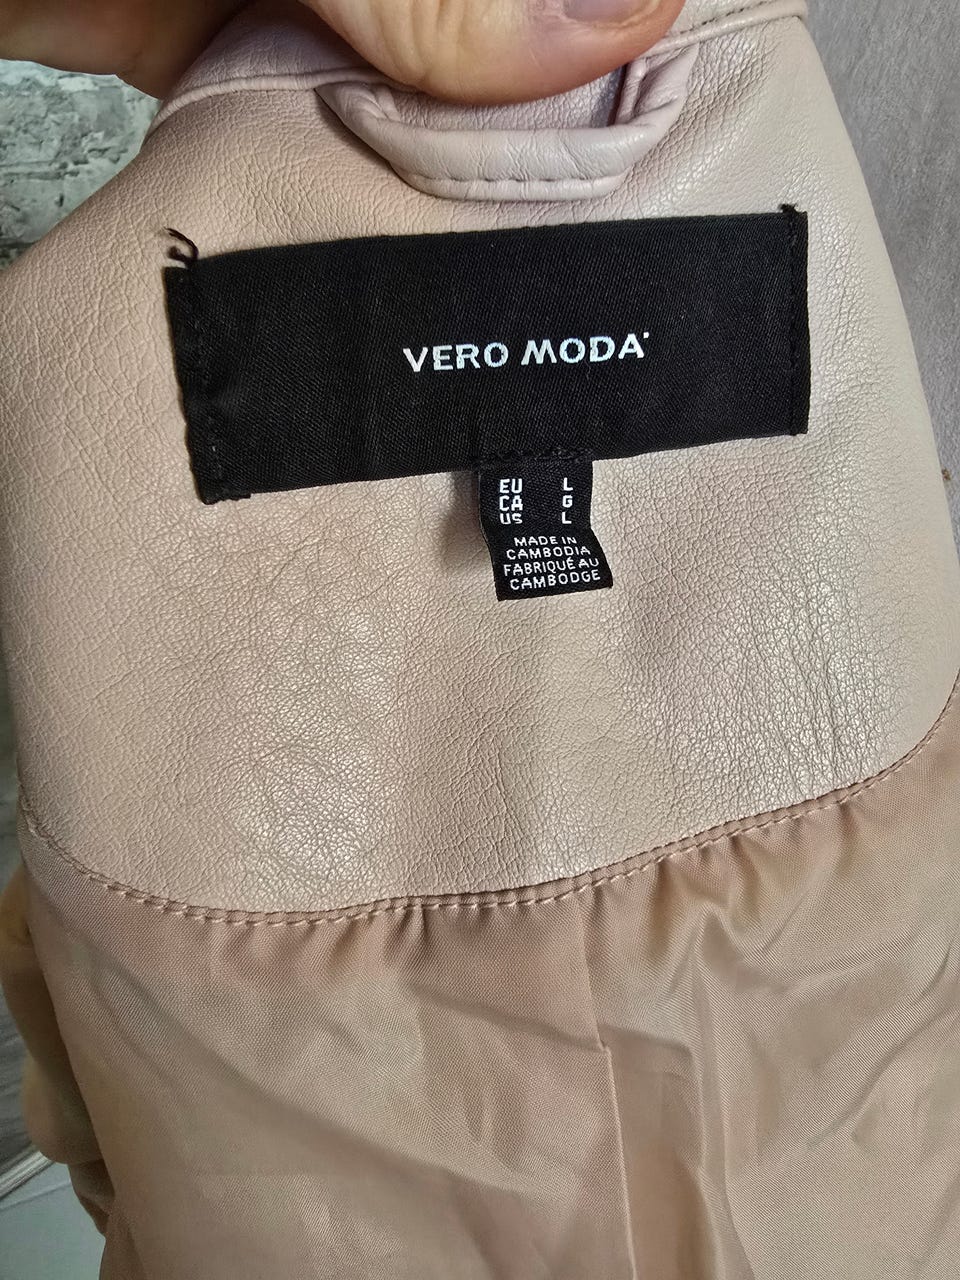 VERO MODA
EU L
CA G
US L
MADE IN
CAMBODIA
FABRIQUÉ AU
CAMBODGE